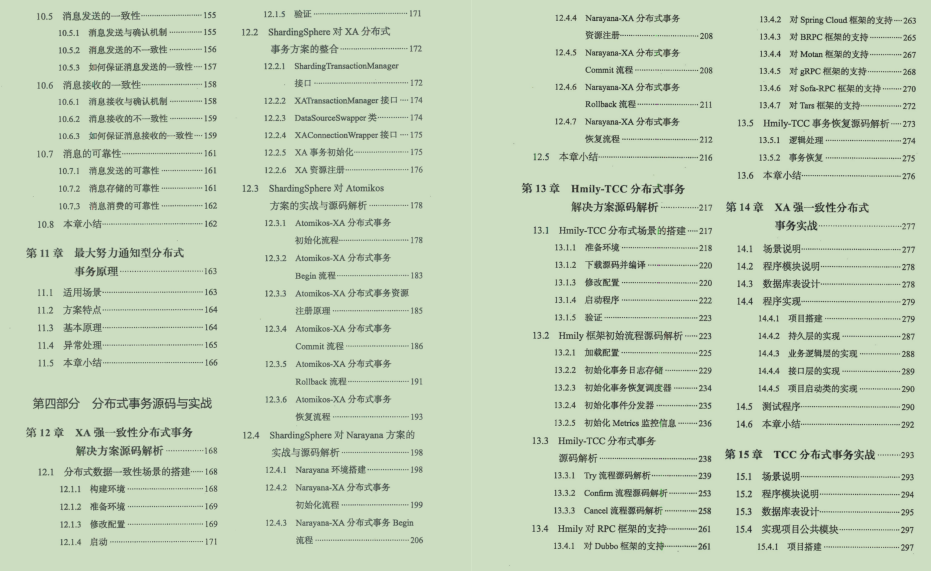 10.5 消息发送的一致性 155
10.5.1 消息发送与确认机制 155
10.5.2 消息发送的不一致性 156
10.5.3 如何保证消息发送的一致性 157
10.6 消息接收的一致性 158
10.6.1 消息接收与确认机制 158
10.6.2 消息接收的不一致性 159
10.6.3 如何保证消息接收的一致性 159
10.7 消息的可靠性 161
10.7.1 消息发送的可靠性 161
10.7.2 消息存储的可靠性 161
10.7.3 消息消费的可靠性 162
10.8 本章小结 162
第 11 章 最大努力通知型分布式
事务原理 163
11.1 适用场景 163
11.2 方案特点 164
11.3 基本原理 164
11.4 异常处理 165
11.5 本章小结 166
第四部分 分布式事务源码与实战
第 12 章 XA 强一致性分布式事务
解决方案源码解析 168
12.1 分布式数据一致性场景的搭建 168
12.1.1 构建环境 168
12.1.2 准备环境 169
12.1.3 修改配置 169
12.1.4 启动 171
12.1.5 验证 171
12.2 ShardingSphere 对 XA 分布式
事务方案的整合 172
12.2.1 ShardingTransactionManager
接口 172
12.2.2 XATransactionManager 接口 174
12.2.3 DataSourceSwapper 类 174
12.2.4 XAConnectionWrapper 接口 175
12.2.5 XA 事务初始化 175
12.2.6 XA 资源注册 176
12.3 ShardingSphere 对 Atomikos
方案的实战与源码解析 178
12.3.1 Atomikos-XA 分布式事务
初始化流程 178
12.3.2 Atomikos-XA 分布式事务
Begin 流程 183
12.3.3 Atomikos-XA 分布式事务资源
注册原理 185
12.3.4 Atomikos-XA 分布式事务
Commit 流程 186
12.3.5 Atomikos-XA 分布式事务
Rollback 流程 191
12.3.6 Atomikos-XA 分布式事务
恢复流程 193
12.4 ShardingSphere 对 Narayana 方案的
实战与源码解析 198
12.4.1 Narayana 环境搭建 198
12.4.2 Narayana-XA 分布式事务
初始化流程 199
12.4.3 Narayana-XA 分布式事务 Begin
流程 206
12.4.4 Narayana-XA 分布式事务
资源注册 208
12.4.5 Narayana-XA 分布式事务
Commit 流程 208
12.4.6 Narayana-XA 分布式事务
Rollback 流程 211
12.4.7 Narayana-XA 分布式事务
恢复流程 212
12.5 本章小结 216
第 13 章 Hmily-TCC 分布式事务
解决方案源码解析 217
13.1 Hmily-TCC 分布式场景的搭建 217
13.1.1 准备环境 218
13.1.2 下载源码并编译 220
13.1.3 修改配置 220
13.1.4 启动程序 222
13.1.5 验证 223
13.2 Hmily 框架初始流程源码解析 223
13.2.1 加载配置 225
13.2.2 初始化事务日志存储 229
13.2.3 初始化事务恢复调度器 234
13.2.4 初始化事件分发器 235
13.2.5 初始化 Metrics 监控信息 236
13.3 Hmily-TCC 分布式事务
源码解析 238
13.3.1 Try 流程源码解析 239
13.3.2 Confirm 流程源码解析 253
13.3.3 Cancel 流程源码解析 258
13.4 Hmily 对 RPC 框架的支持 261
13.4.1 对 Dubbo 框架的支持 261
13.4.2 对 Spring Cloud 框架的支持 263
13.4.3 对 BRPC 框架的支持 265
13.4.4 对 Motan 框架的支持 267
13.4.5 对 gRPC 框架的支持 268
13.4.6 对 Sofa-RPC 框架的支持 270
13.4.7 对 Tars 框架的支持 272
13.5 Hmily-TCC 事务恢复源码解析 273
13.5.1 逻辑处理 274
13.5.2 事务恢复 275
13.6 本章小结 276
第 14 章 XA 强一致性分布式
事务实战 277
14.1 场景说明 277
14.2 程序模块说明 278
14.3 数据库表设计 278
14.4 程序实现 279
14.4.1 项目搭建 279
14.4.2 持久层的实现 287
14.4.3 业务逻辑层的实现 288
14.4.4 接口层的实现 289
14.4.5 项目启动类的实现 290
14.5 测试程序 290
14.6 本章小结 292
第 15 章 TCC 分布式事务实战 293
15.1 场景说明 293
15.2 程序模块说明 294
15.3 数据库表设计 295
15.4 实现项目公共模块 297
15.4.1 项目搭建 297